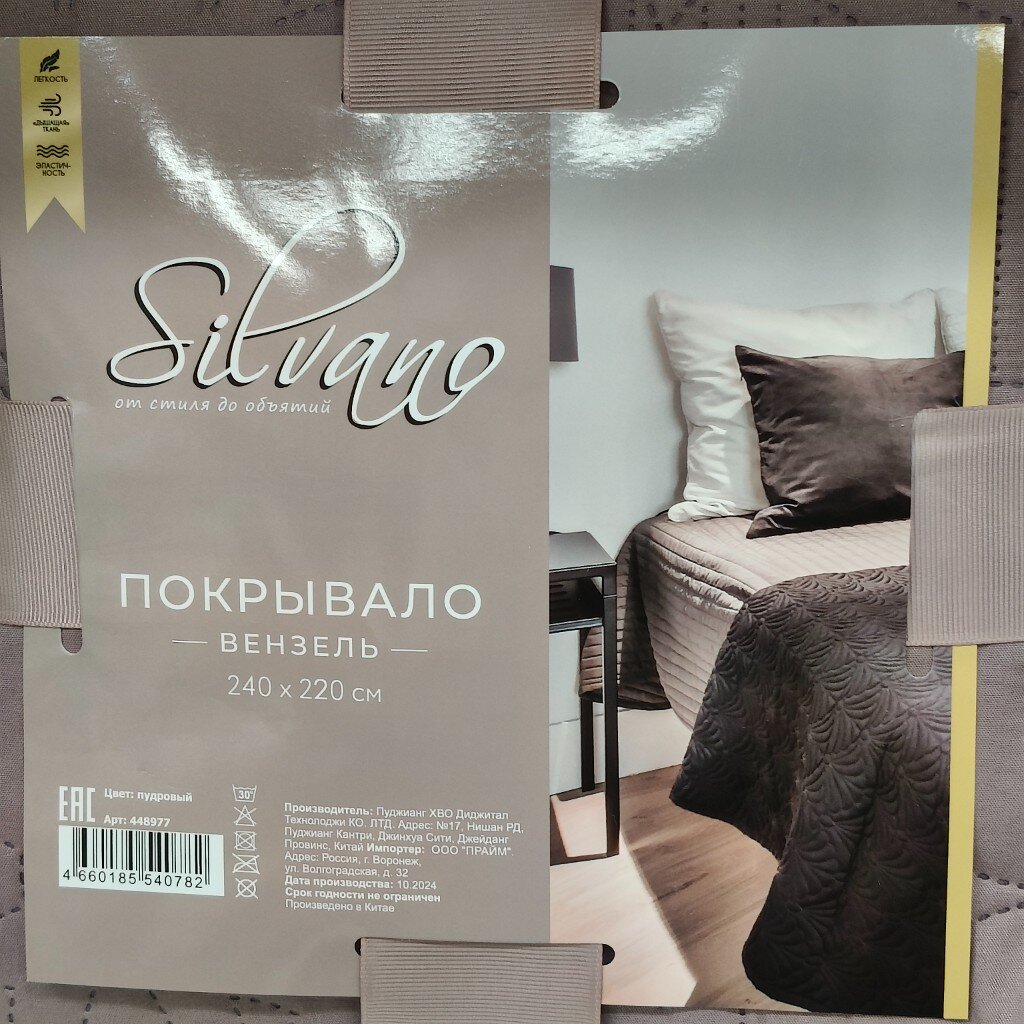 ЛЕГКОСТЬ
«ДЫШАЩАЯ»
ТКАНЬ
ЭЛАСТИЧ-
НОСТЬ
Silvano
от стиля до объятий
ПОКРЫВАЛО
ВЕНЗЕЛЬ
240 x 220 см
EAC
Цвет: пудровый
Арт: 448977
4 660185 540782
30°
Производитель: Пуджианг ХВО Диджитал
Технолоджи КО. ЛТД. Адрес: №17, Нишан РД,
Пуджианг Кантри, Джинхуа Сити, Джейданг
Провинс, Китай Импортер: ООО "ПРАЙМ".
Адрес: Россия, г. Воронеж,
ул. Волгоградская, д. 32
Дата производства: 10.2024
Срок годности не ограничен
Произведено в Китае